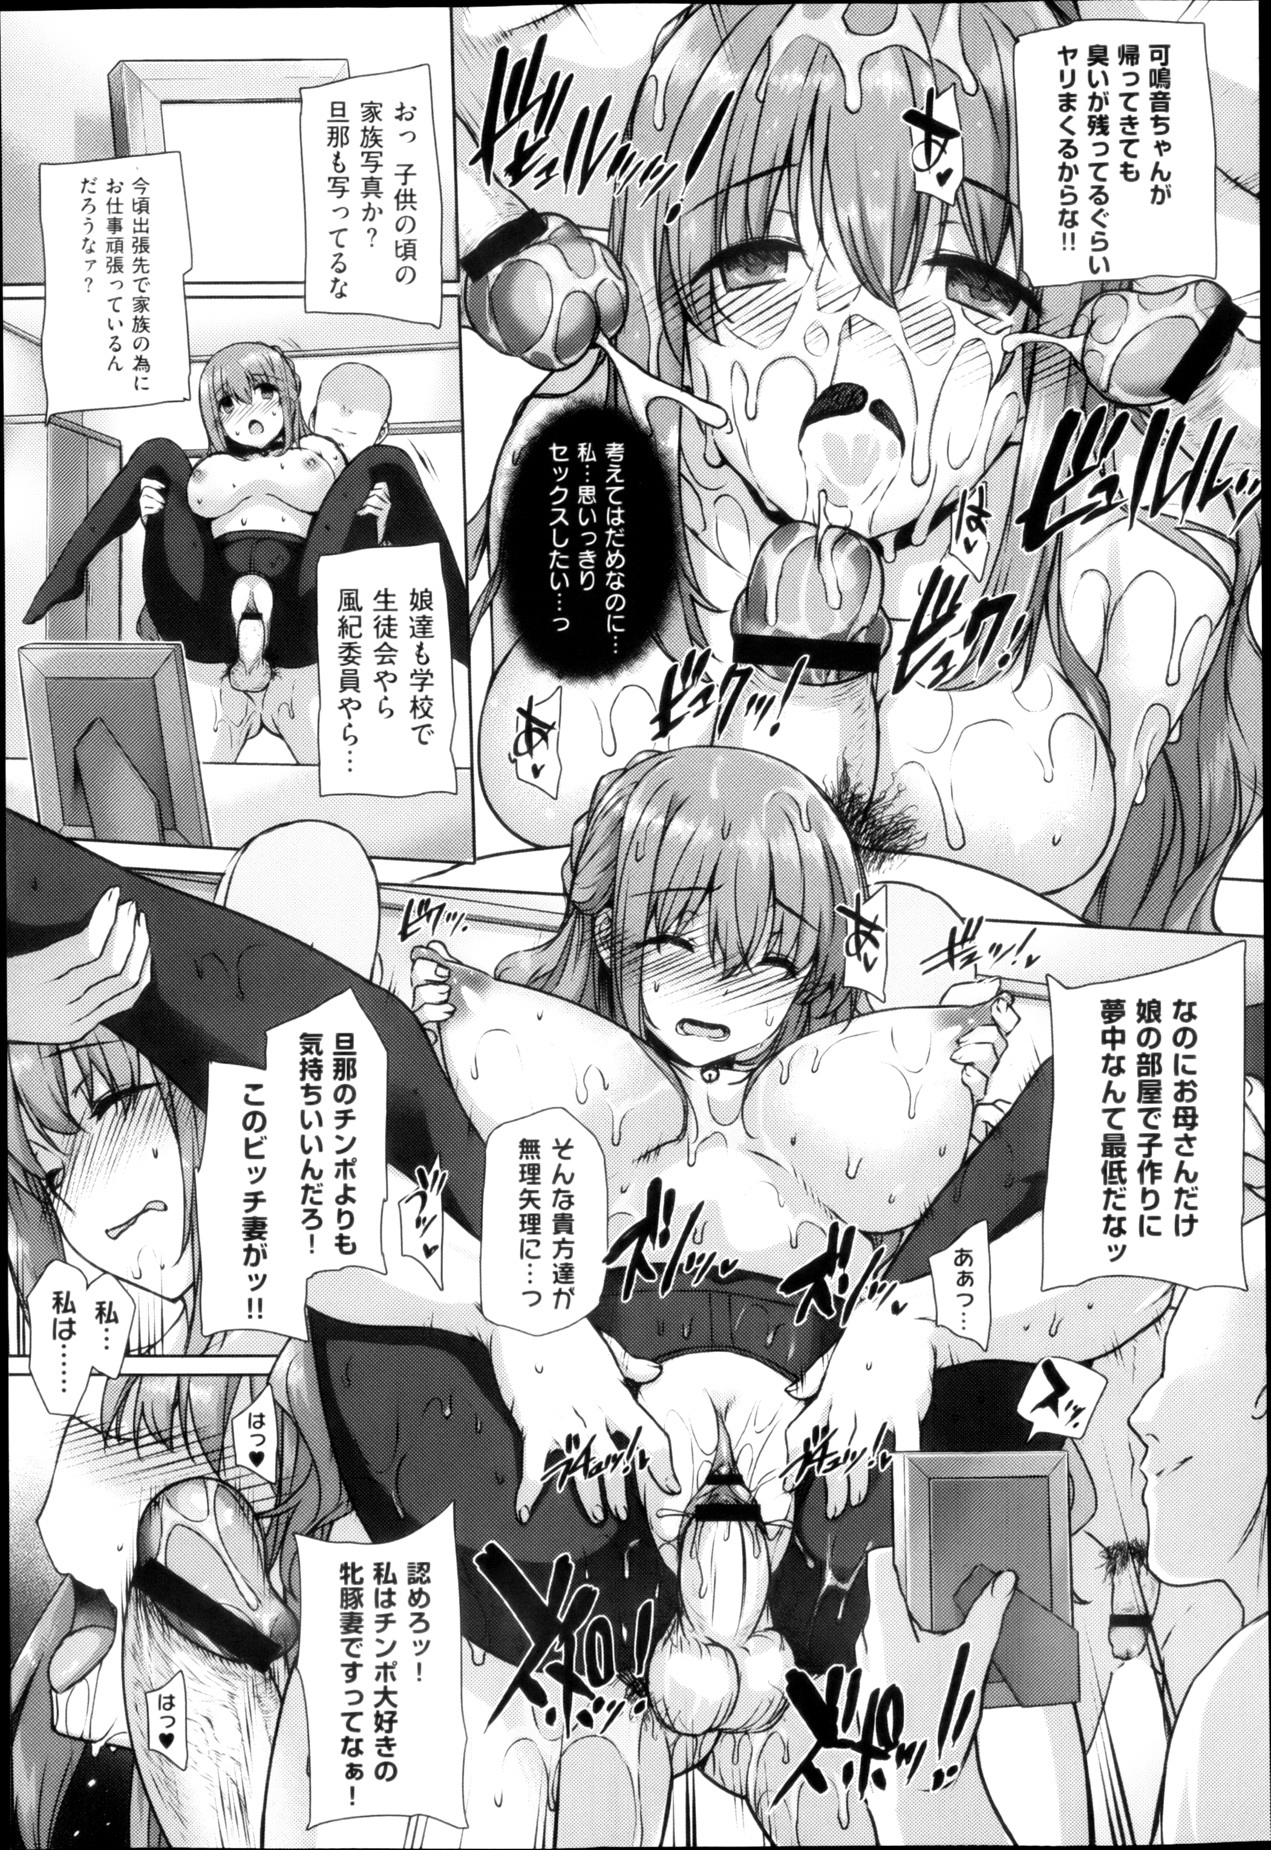 可鳴音ちゃんが
帰ってきても
臭いが残ってるぐらい
ヤリまくるからな!!
あ♥
ビュルルルッッ
ドビュルルルッッ
は♥
考えてはだめなのに…
私…思いっきり
セックスしたい…っ
ビュクッ
ビュクッ!
あ♥
おっ 子供の頃の
家族写真か?
旦那も写ってるな
今頃出張先で家族の為に
お仕事頑張っているん
だろうなァ?
娘達も学校で
生徒会やら
風紀委員やら…
なのにお母さんだけ
娘の部屋で子作りに
夢中なんて最低だなッ
ギュッ!
あ♥
ビクッ!
そんな貴方達が
無理矢理に…っ
ああっ…♥
ズリッッ
ズリッッ
スッ
旦那のチンポよりも
気持ちいいんだろ!
このビッチ妻がッ!!
私…
私は……
ブチュッ!
ブチュッ!
はっ♥
認めろッ!
私はチンポ大好きの
牝豚妻ですってなぁ!
はっ♥